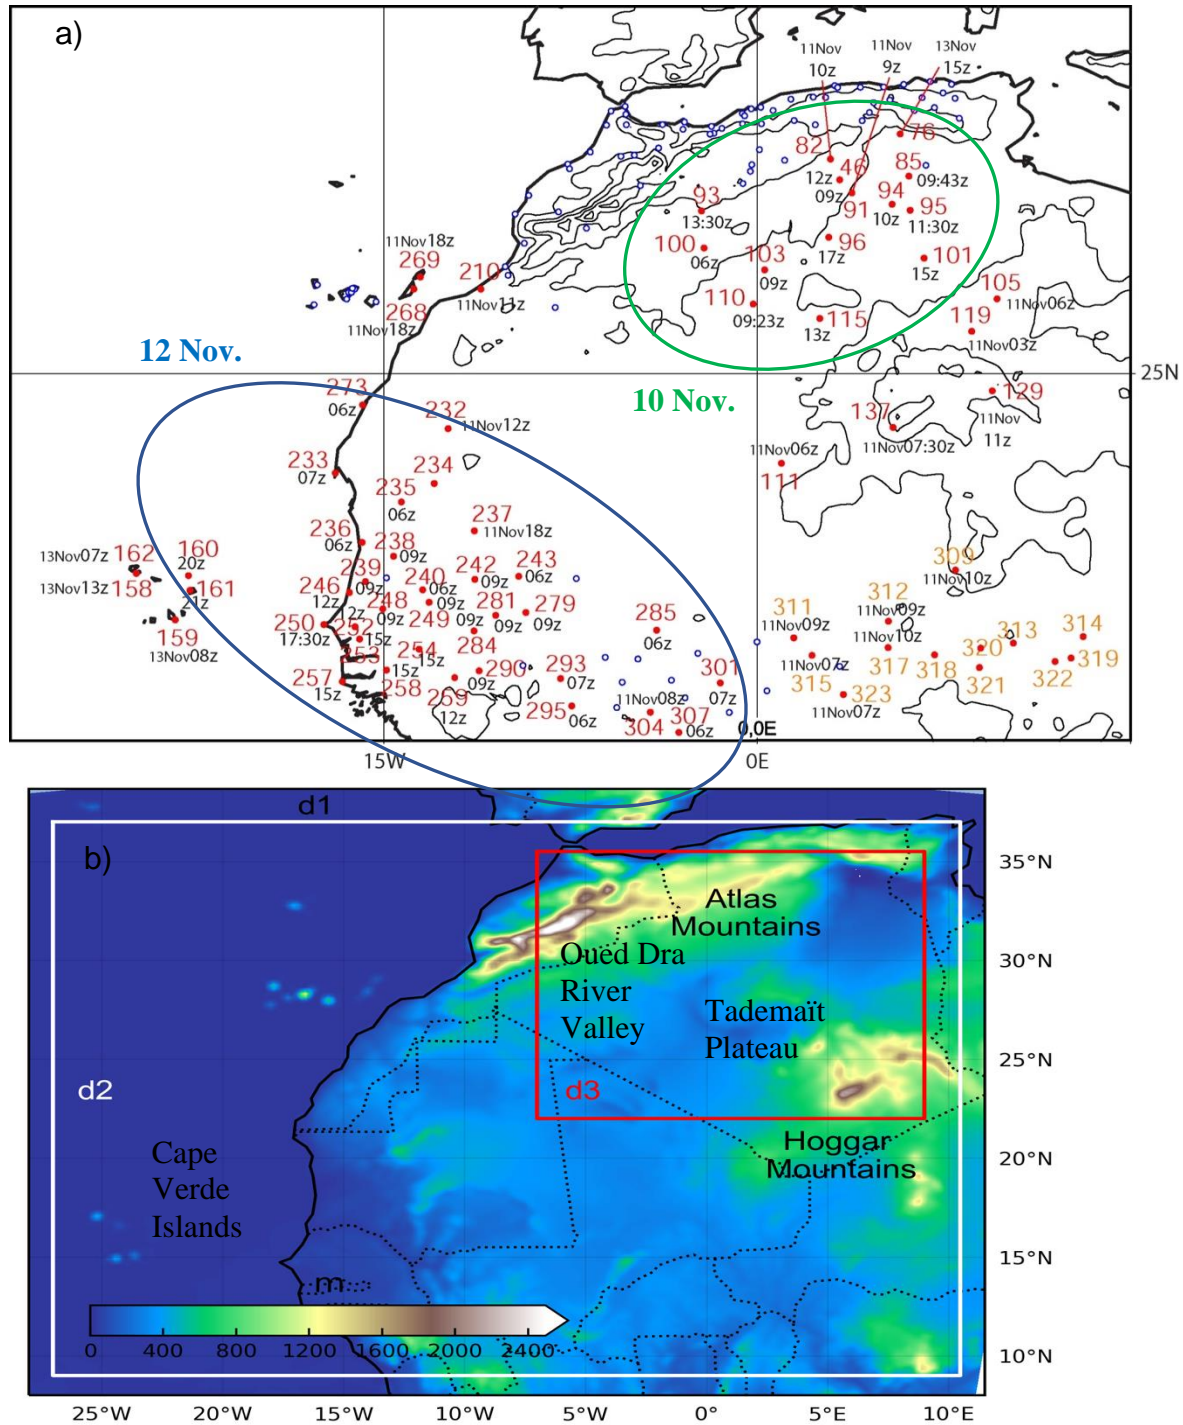 a)
11Nov
10z
11Nov
9z
13Nov
15z
76
82
12z
46
09z
85
09:43z
93
13:30z
91
94
10z
95
11:30z
100
06z
96
17z
101
15z
103
09z
110
09:23z
115
13z
105
11Nov06z
119
11Nov03z
11Nov18z
269
268
11Nov18z
210
11Nov11z
12 Nov.
10 Nov.
25N
273
06z
232
11Nov12z
129
11Nov
11z
137
11Nov07:30z
11Nov06z
111
233
07z
234
235
06z
236
06z
237
11Nov18z
238
09z
13Nov07z
162
160
20z
13Nov13z
158
161
21z
159
13Nov08z
239
09z
240
06z
242
09z
243
06z
246
12z
248
09z
249
09z
281
09z
279
09z
250
17:30z
252
12z
15z
253
254
15z
284
285
06z
257
15z
258
15z
259
12z
290
09z
293
07z
295
06z
301
07z
11Nov08z
304
307
06z
0,0E
309
11Nov10z
311
11Nov09z
312
11Nov09z
11Nov10z
317
11Nov07z
315
323
11Nov07z
318
320
313
321
314
319
322
15W
0E
d1
b)
35°N
Atlas
Mountains
Oued Dra
River
Valley
30°N
Tademaït
Plateau
25°N
d2
d3
Hoggar
Mountains
20°N
Cape
Verde
Islands
15°N
m
0 400 800 1200 1600 2000 2400
10°N
25°W 20°W 15°W 10°W 5°W 0°E 5°E 10°E